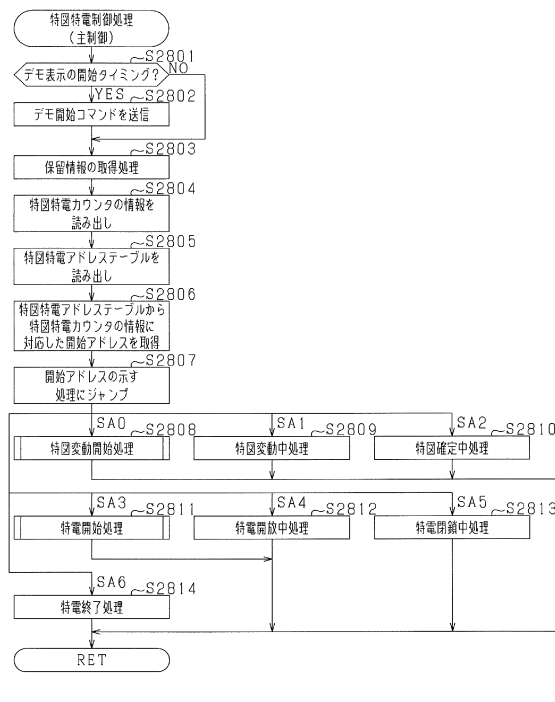 特図特電制御処理
(主制御)
S2801
デモ表示の開始タイミング?
NO
YES
S2802
デモ開始コマンドを送信
S2803
保留情報の取得処理
S2804
特図特電カウンタの情報を
読み出し
S2805
特図特電アドレステーブルを
読み出し
S2806
特図特電アドレステーブルから
特図特電カウンタの情報に
対応した開始アドレスを取得
S2807
開始アドレスの示す
処理にジャンプ
SA0
S2808
特図変動開始処理
SA1
S2809
特図変動中処理
SA2
S2810
特図確定中処理
SA3
S2811
特電開始処理
SA4
S2812
特電開放中処理
SA5
S2813
特電閉鎖中処理
SA6
S2814
特電終了処理
RET